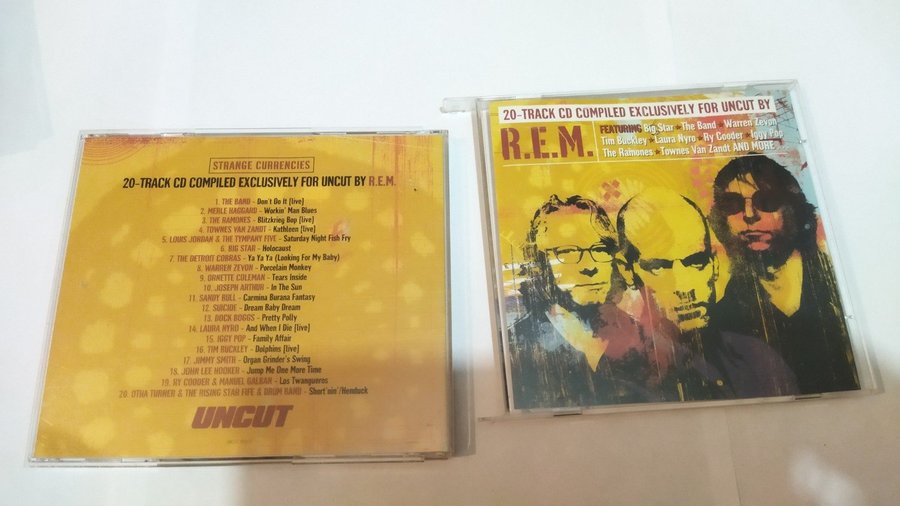 STRANGE CURRENCIES
20-TRACK CD COMPILED EXCLUSIVELY FOR UNCUT BY R.E.M.
1. THE BAND - Don't Do It [live]
2. MERLE HAGGARD - Workin' Man Blues
3. THE RAMONES - Blitzkrieg Bop [live]
4. TOWNES VAN ZANDT - Kathleen [live]
5. LOUIS JORDAN & THE TYMPANY FIVE - Saturday Night Fish Fry
6. BIG STAR - Holocaust
7. THE DETROIT COBRAS - Ya Ya Ya (Looking For My Baby)
8. WARREN ZEVON - Porcelain Monkey
9. ORNETTE COLEMAN - Tears Inside
10. JOSEPH ARTHUR - In The Sun
11. SANDY BULL - Carmina Burana Fantasy
12. SUICIDE - Dream Baby Dream
13. DOCK BOGGS - Pretty Polly
14. LAURA NYRO - And When I Die [live]
15. IGGY POP - Family Affair
16. TIM BUCKLEY - Dolphins [live]
17. JIMMY SMITH - Organ Grinder's Swing
18. JOHN LEE HOOKER - Jump Me One More Time
19. RY COODER & MANUEL GALBAN - Los Twangueros
20. OTHA TURNER & THE RISING STAR FIFE & DRUM BAND - Short'nin'/Henduck
UNCUT
20-TRACK CD COMPILED EXCLUSIVELY FOR UNCUT BY
R.E.M.
FEATURING Big Star • The Band • Warren Zevon
Tim Buckley • Laura Nyro • Ry Cooder • Iggy Pop
The Ramones • Townes Van Zandt AND MORE